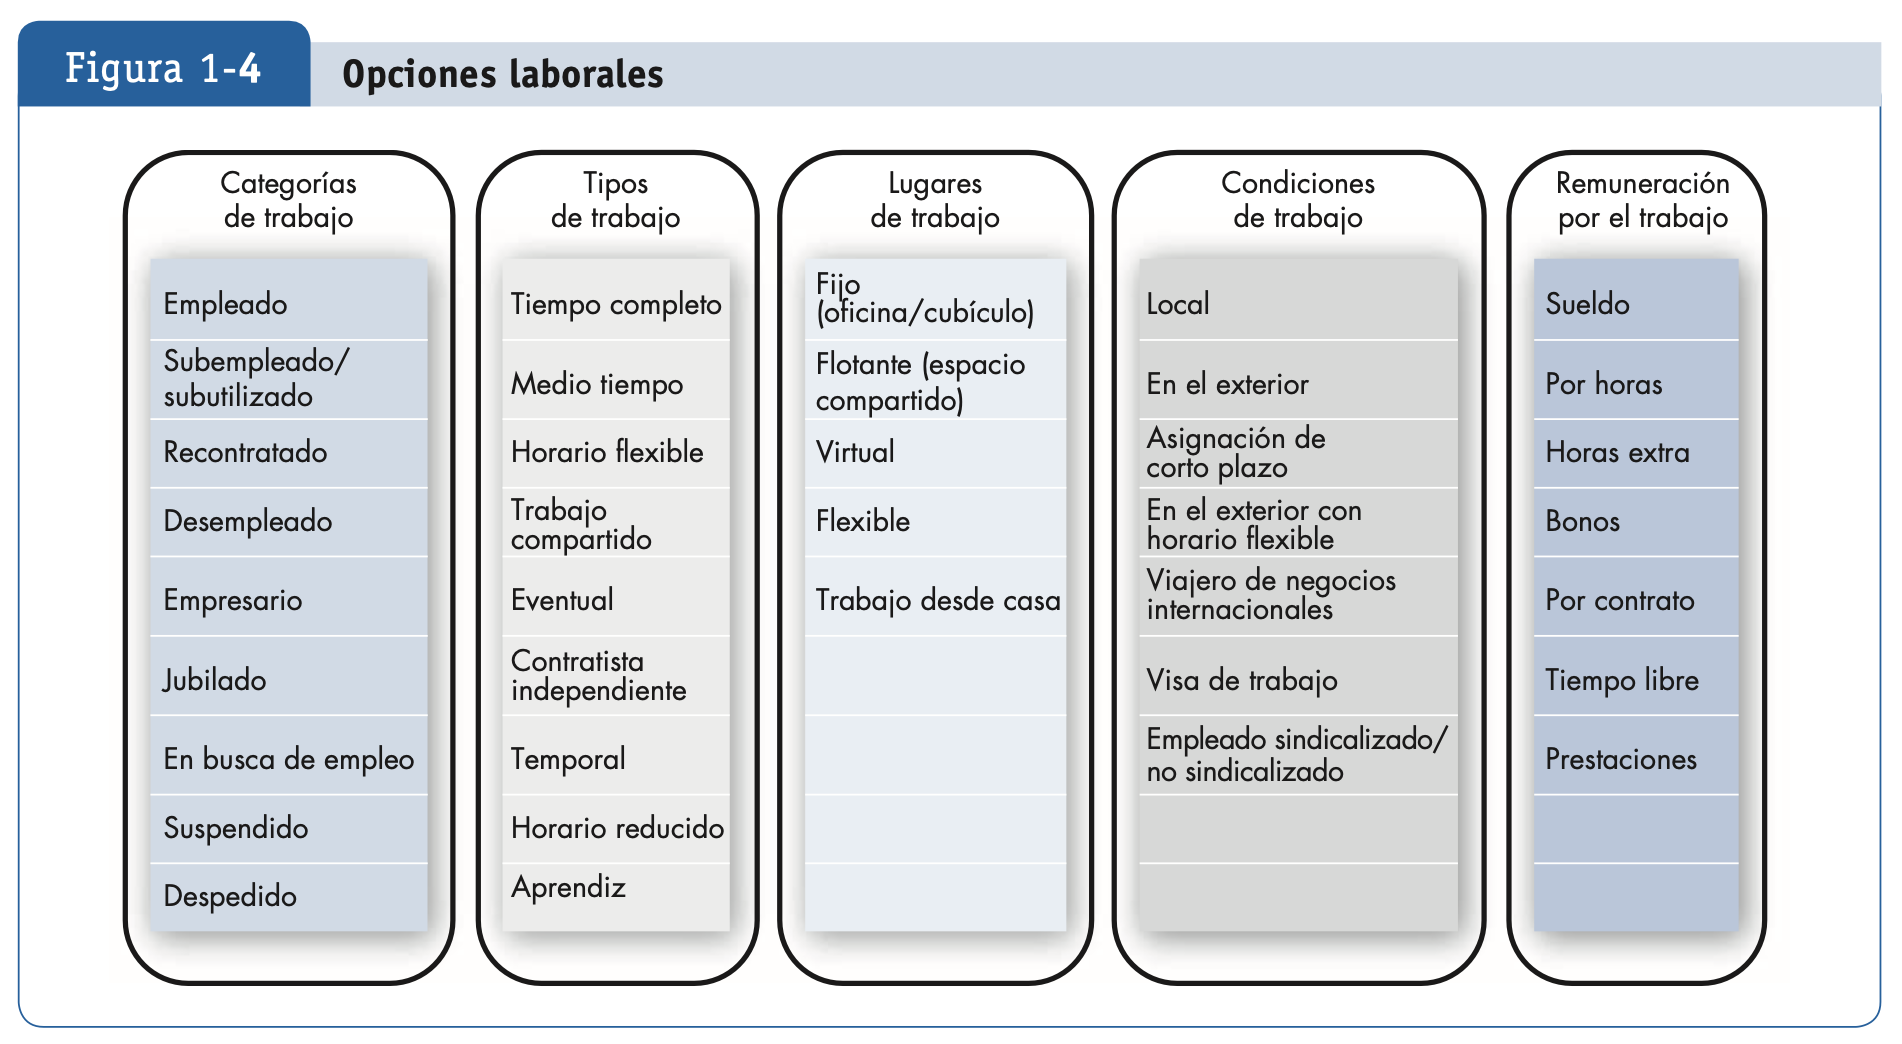 Figura 1-4
Opciones laborales
Categorías
de trabajo
Empleado
Subempleado/
subutilizado
Recontratado
Desempleado
Empresario
Jubilado
En busca de empleo
Suspendido
Despedido
Tipos
de trabajo
Tiempo completo
Medio tiempo
Horario flexible
Trabajo
compartido
Eventual
Contratista
independiente
Temporal
Horario reducido
Aprendiz
Lugares
de trabajo
Fijo
(oficina/cubículo)
Flotante (espacio
compartido)
Virtual
Flexible
Trabajo desde casa
Condiciones
de trabajo
Local
En el exterior
Asignación de
corto plazo
En el exterior con
horario flexible
Viajero de negocios
internacionales
Visa de trabajo
Empleado sindicalizado/
no sindicalizado
Remuneración
por el trabajo
Sueldo
Por horas
Horas extra
Bonos
Por contrato
Tiempo libre
Prestaciones